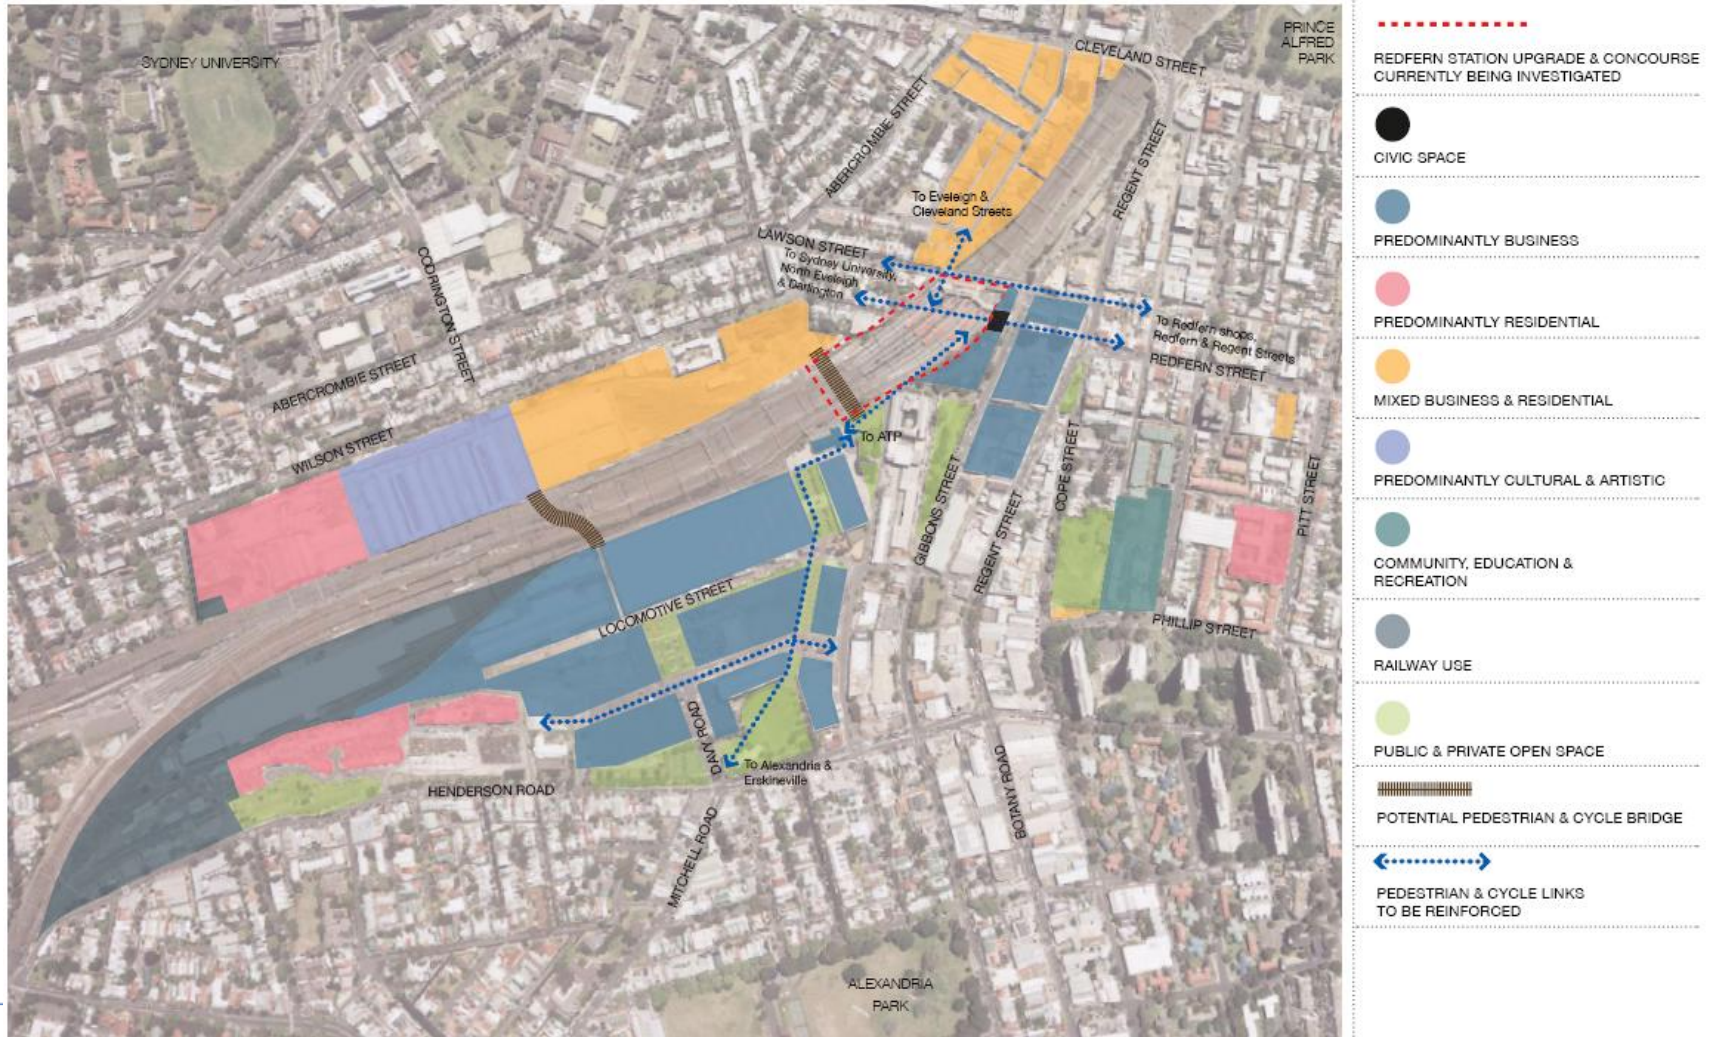 SYDNEY UNIVERSITY
PRINCE
ALFRED
PARK
CLEVELAND STREET
ABERCROMBIE STREET
REGENT STREET
To Eveleigh &
Cleveland Streets
LAWSON STREET
To Sydney University,
North Eveleigh
& Darlington
CODRINGTON STREET
To Redfern shops,
Redfern & Regent Streets
REDFERN STREET
ABERCROMBIE STREET
WILSON STREET
To ATP
GIBBONS STREET
REGENT STREET
COPE STREET
PITT STREET
LOCOMOTIVE STREET
PHILLIP STREET
DAVY ROAD
To Alexandria &
Erskineville
HENDERSON ROAD
BOTANY ROAD
MITCHELL ROAD
ALEXANDRIA
PARK
REDFERN STATION UPGRADE & CONCOURSE
CURRENTLY BEING INVESTIGATED
CIVIC SPACE
PREDOMINANTLY BUSINESS
PREDOMINANTLY RESIDENTIAL
MIXED BUSINESS & RESIDENTIAL
PREDOMINANTLY CULTURAL & ARTISTIC
COMMUNITY, EDUCATION &
RECREATION
RAILWAY USE
PUBLIC & PRIVATE OPEN SPACE
POTENTIAL PEDESTRIAN & CYCLE BRIDGE
PEDESTRIAN & CYCLE LINKS
TO BE REINFORCED